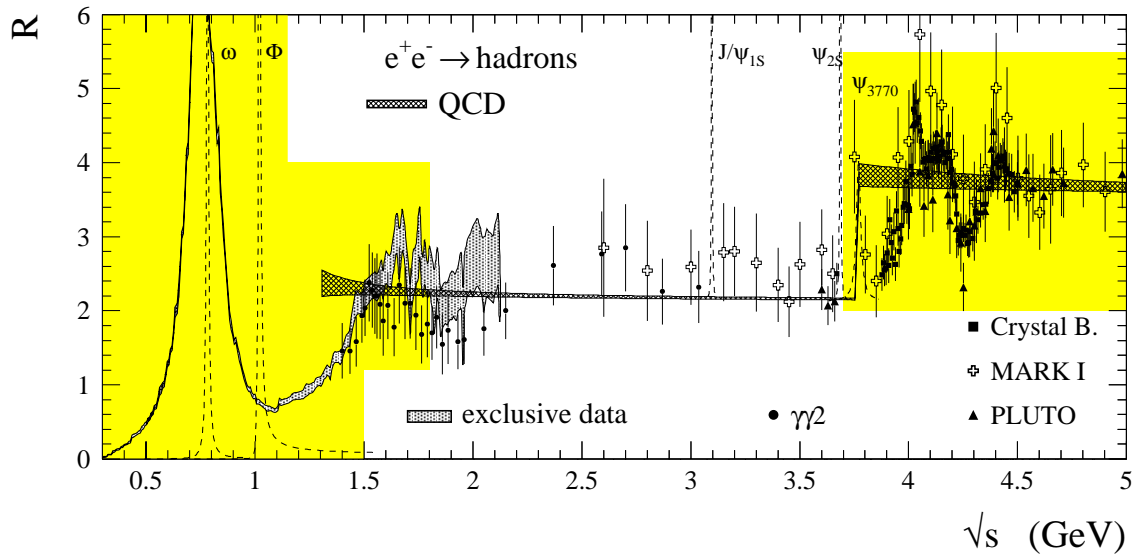 R
6
5
4
3
2
1
0
ω
Φ
e⁺e⁻ → hadrons
QCD
J/ψ₁S
ψ₂S
ψ₃₇₇₀
exclusive data
γγ2
Crystal B.
MARK I
PLUTO
0.5 1 1.5 2 2.5 3 3.5 4 4.5 5
√s (GeV)